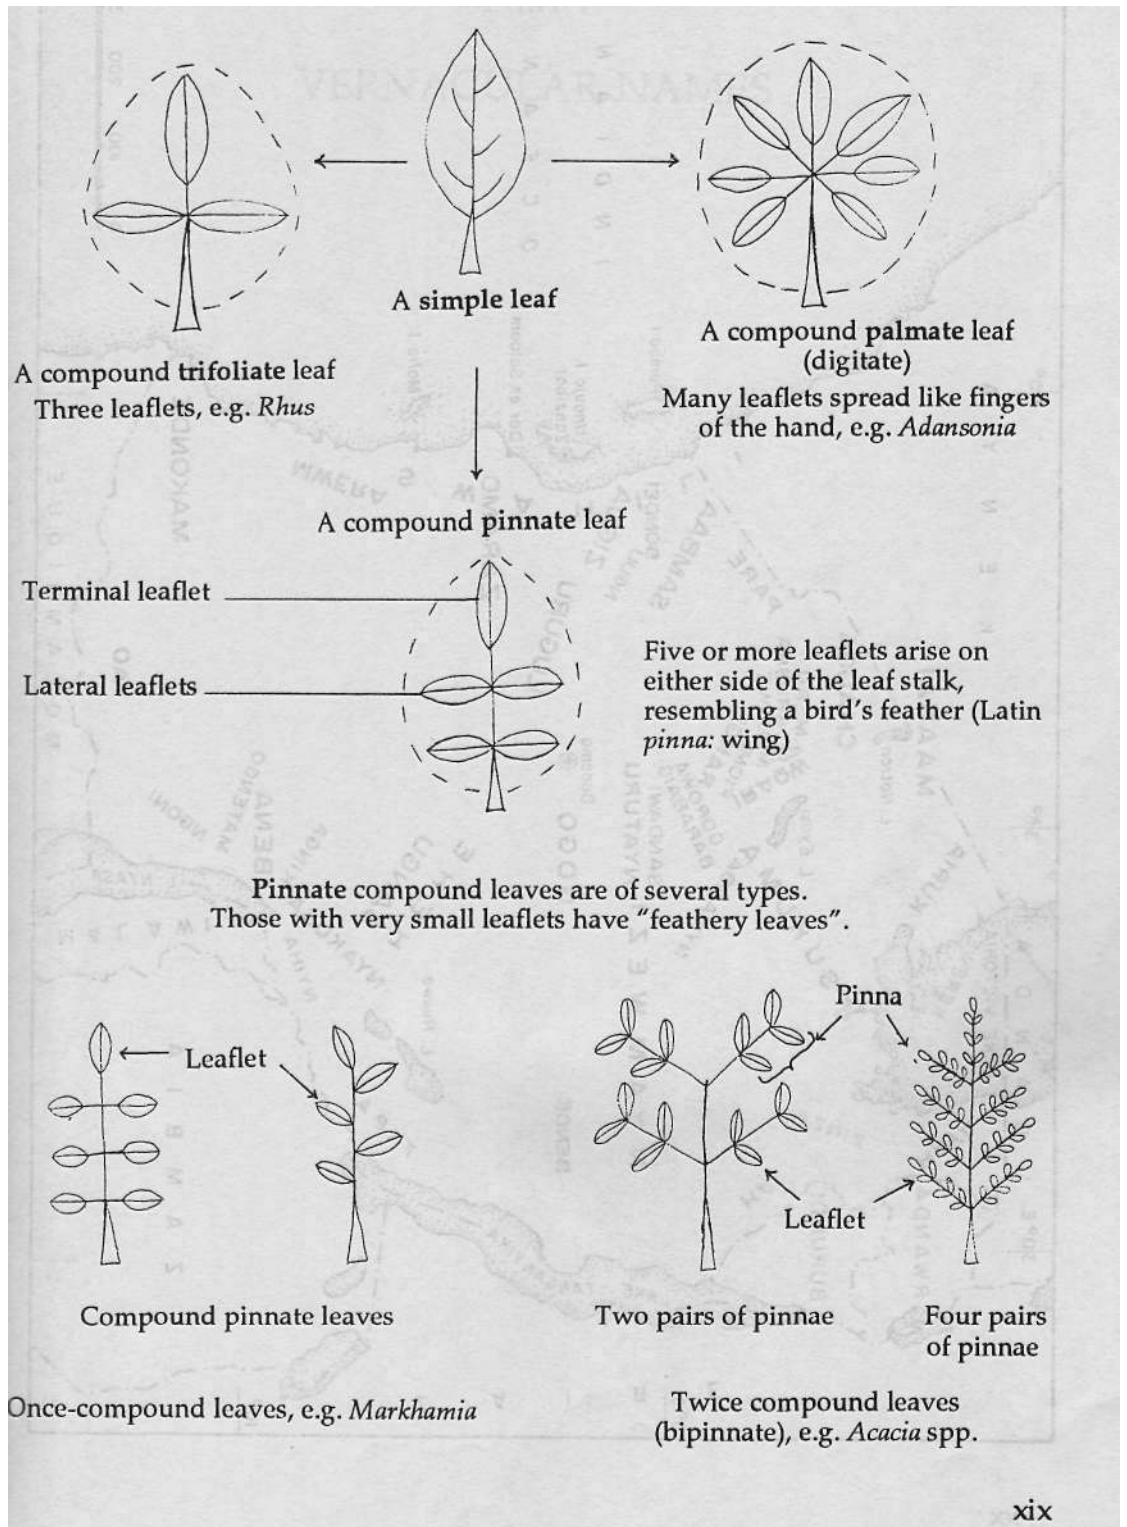 A simple leaf
A compound trifoliate leaf
Three leaflets, e.g. Rhus
A compound palmate leaf
(digitate)
Many leaflets spread like fingers
of the hand, e.g. Adansonia
A compound pinnate leaf
Terminal leaflet
Lateral leaflets
Five or more leaflets arise on
either side of the leaf stalk,
resembling a bird's feather (Latin
pinna: wing)
Pinnate compound leaves are of several types.
Those with very small leaflets have "feathery leaves".
Leaflet
Pinna
Leaflet
Compound pinnate leaves
Two pairs of pinnae
Four pairs
of pinnae
Once-compound leaves, e.g. Markhamia
Twice compound leaves
(bipinnate), e.g. Acacia spp.
xix